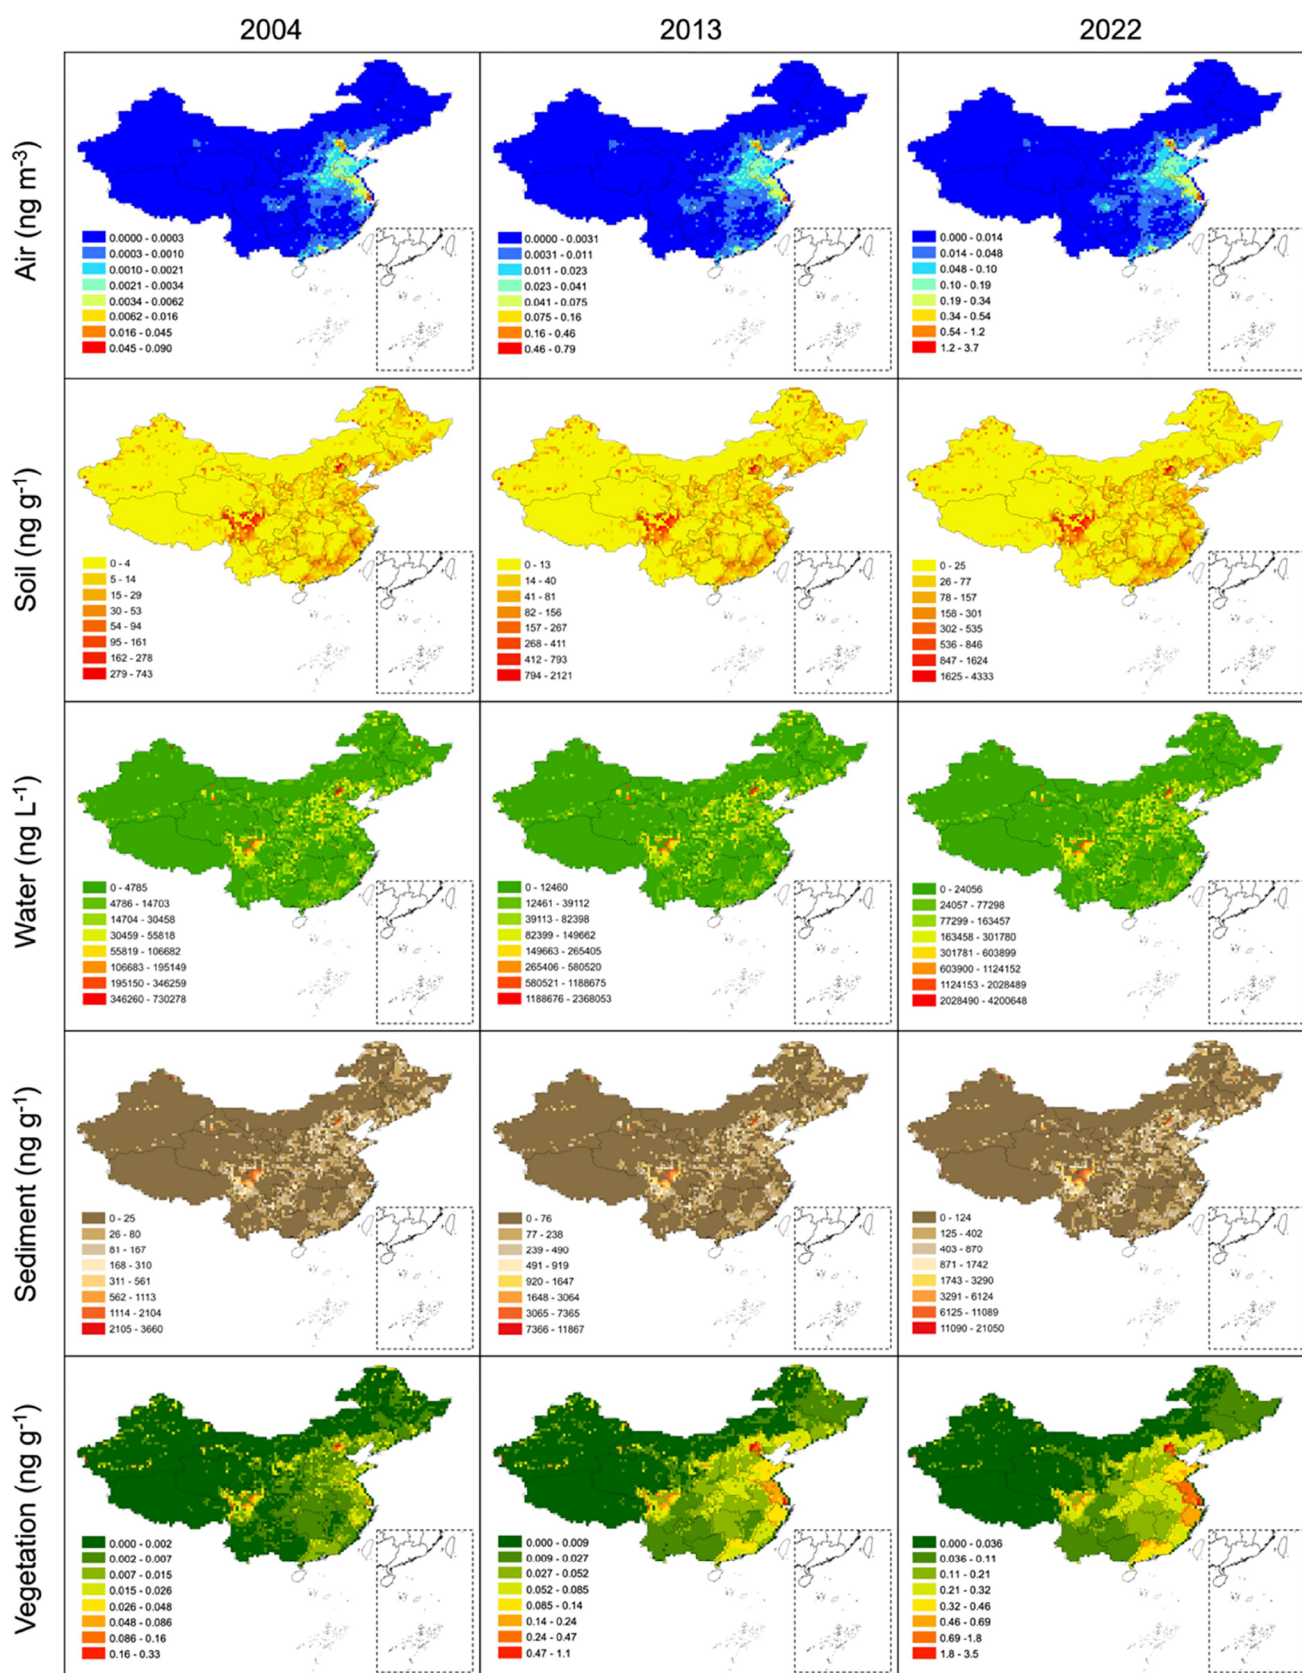 2004 2013 2022
Air (ng m-3)
0.0000 - 0.0003
0.0003 - 0.0010
0.0010 - 0.0021
0.0021 - 0.0034
0.0034 - 0.0062
0.0062 - 0.016
0.016 - 0.045
0.045 - 0.090
0.0000 - 0.0031
0.0031 - 0.011
0.011 - 0.023
0.023 - 0.041
0.041 - 0.075
0.075 - 0.16
0.16 - 0.46
0.46 - 0.79
0.000 - 0.014
0.014 - 0.048
0.048 - 0.10
0.10 - 0.19
0.19 - 0.34
0.34 - 0.54
0.54 - 1.2
1.2 - 3.7
Soil (ng g-1)
0 - 4
5 - 14
15 - 29
30 - 53
54 - 94
95 - 161
162 - 278
279 - 743
0 - 13
14 - 40
41 - 81
82 - 156
157 - 267
268 - 411
412 - 793
794 - 2121
0 - 25
26 - 77
78 - 157
158 - 301
302 - 535
536 - 846
847 - 1624
1625 - 4333
Water (ng L-1)
0 - 4785
4786 - 14703
14704 - 30458
30459 - 55818
55819 - 106682
106683 - 195149
195150 - 346259
346260 - 730278
0 - 12460
12461 - 39112
39113 - 82398
82399 - 149662
149663 - 265405
265406 - 580520
580521 - 1188675
1188676 - 2368053
0 - 24056
24057 - 77298
77299 - 163457
163458 - 301780
301781 - 603899
603900 - 1124152
1124153 - 2028489
2028490 - 4200648
Sediment (ng g-1)
0 - 25
26 - 80
81 - 167
168 - 310
311 - 561
562 - 1113
1114 - 2104
2105 - 3660
0 - 76
77 - 238
239 - 490
491 - 919
920 - 1647
1648 - 3064
3065 - 7365
7366 - 11867
0 - 124
125 - 402
403 - 870
871 - 1742
1743 - 3290
3291 - 6124
6125 - 11089
11090 - 21050
Vegetation (ng g-1)
0.000 - 0.002
0.002 - 0.007
0.007 - 0.015
0.015 - 0.026
0.026 - 0.048
0.048 - 0.086
0.086 - 0.16
0.16 - 0.33
0.000 - 0.009
0.009 - 0.027
0.027 - 0.052
0.052 - 0.085
0.085 - 0.14
0.14 - 0.24
0.24 - 0.47
0.47 - 1.1
0.000 - 0.036
0.036 - 0.11
0.11 - 0.21
0.21 - 0.32
0.32 - 0.46
0.46 - 0.69
0.69 -1.8
1.8 - 3.5